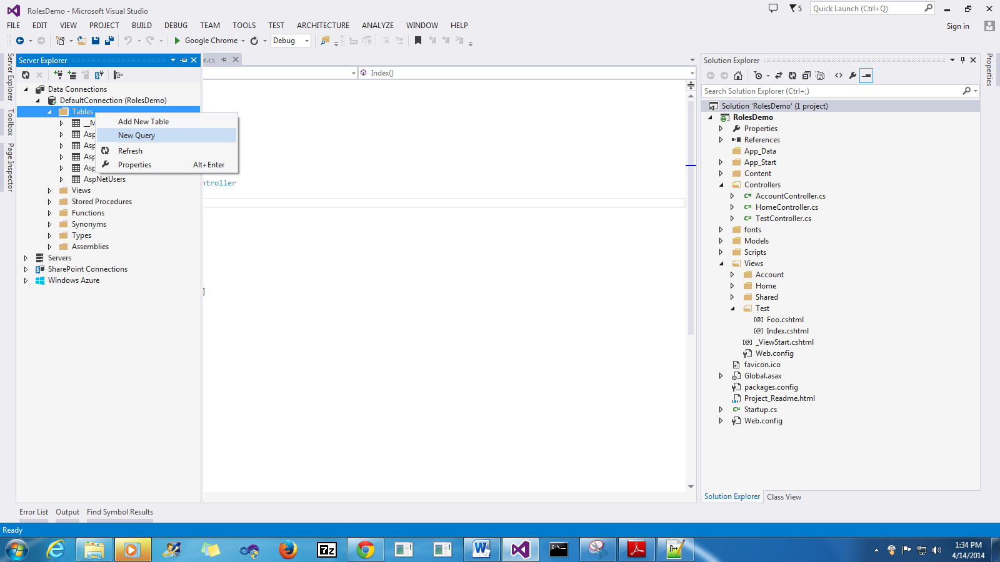 RolesDemo - Microsoft Visual Studio
5
Quick Launch (Ctrl+Q)
FILE EDIT VIEW PROJECT BUILD DEBUG TEAM TOOLS TEST ARCHITECTURE ANALYZE WINDOW HELP
Sign in
Google Chrome
Debug
Server Explorer
Toolbox
Page Inspector
Server Explorer
Data Connections
DefaultConnection (RolesDemo)
Tables
__M
Asp
Asp
Asp
Asp
AspNetUsers
Views
Stored Procedures
Functions
Synonyms
Types
Assemblies
Servers
SharePoint Connections
Windows Azure
Add New Table
New Query
Refresh
Properties Alt+Enter
er.cs
Index()
ntroller
]
Solution Explorer
Search Solution Explorer (Ctrl+;)
Solution 'RolesDemo' (1 project)
RolesDemo
Properties
References
App_Data
App_Start
Content
Controllers
AccountController.cs
HomeController.cs
TestController.cs
fonts
Models
Scripts
Views
Account
Home
Shared
Test
Foo.cshtml
Index.cshtml
_ViewStart.cshtml
Web.config
favicon.ico
Global.asax
packages.config
Project_Readme.html
Startup.cs
Web.config
Solution Explorer Class View
Properties
Error List Output Find Symbol Results
Ready
7z
C:\
1:34 PM
4/14/2014